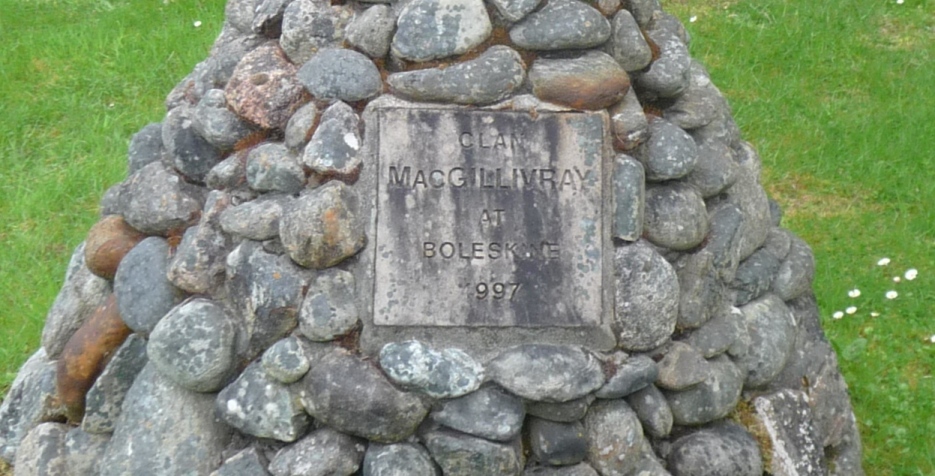 CLAN
MACGILLIVRAY
AT
BOLESKINE
1997